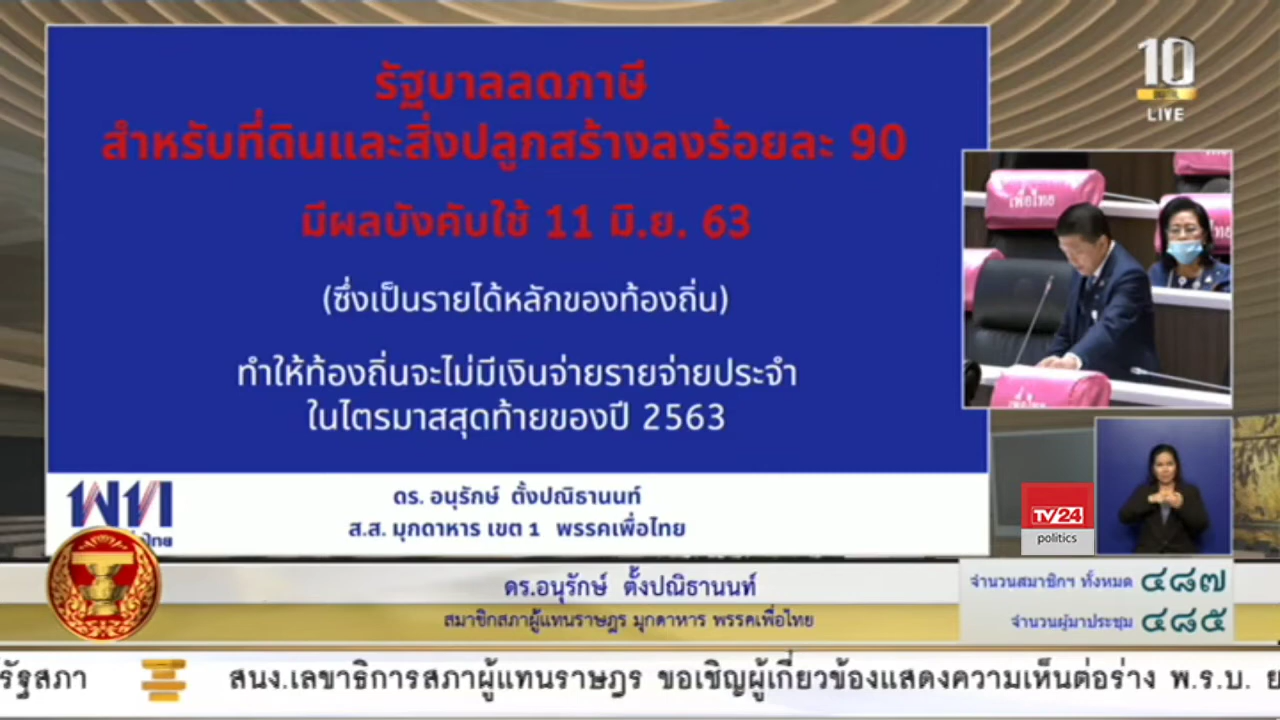 รัฐบาลลดภาษี
สำหรับที่ดินและสิ่งปลูกสร้างลงร้อยละ 90
มีผลบังคับใช้ 11 มิ.ย. 63
(ซึ่งเป็นรายได้หลักของท้องถิ่น)
ทำให้ท้องถิ่นจะไม่มีเงินจ่ายรายจ่ายประจำ
ในไตรมาสสุดท้ายของปี 2563
10
LIVE
เพื่อไทย
พท
ดร. อนุรักษ์ ตั้งปณิธานนท์
ส.ส. มุกดาหาร เขต 1 พรรคเพื่อไทย
TV24
politics
ดร.อนุรักษ์ ตั้งปณิธานนท์
สมาชิกสภาผู้แทนราษฎร มุกดาหาร พรรคเพื่อไทย
จำนวนสมาชิกฯ ทั้งหมด ๔๘๗
จำนวนผู้มาประชุม ๔๘๕
รัฐสภา สนง.เลขาธิการสภาผู้แทนราษฎร ขอเชิญผู้เกี่ยวข้องแสดงความเห็นต่อร่าง พ.ร.บ.